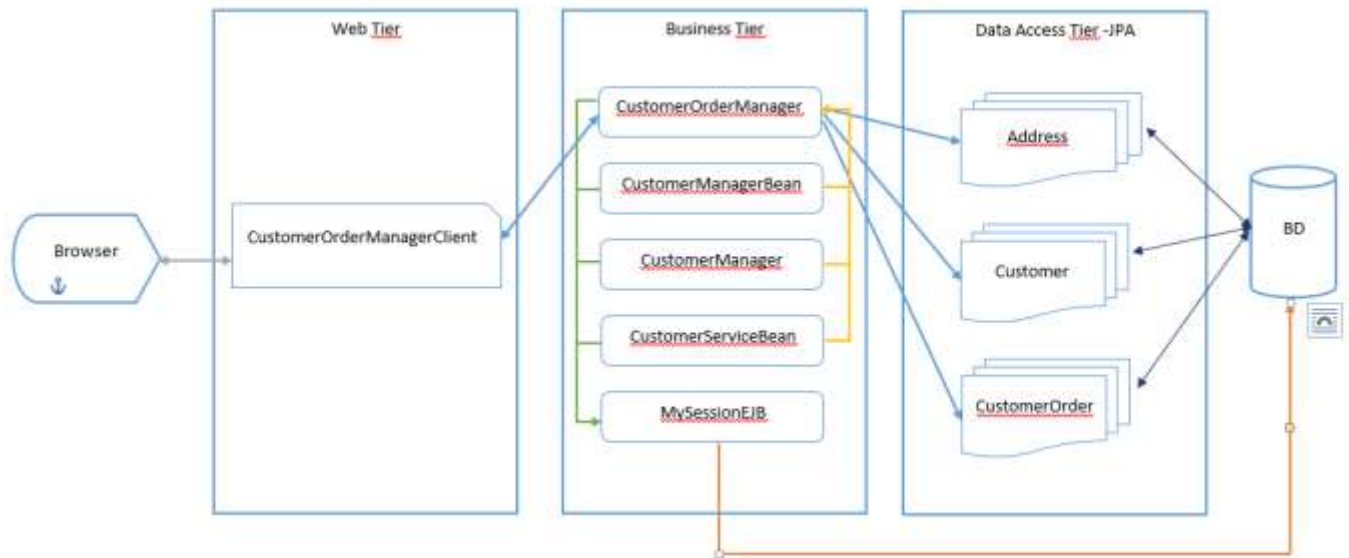 Web Tier
Business Tier
Data Access Tier -JPA
CustomerOrderManager
Address
CustomerManagerBean
Browser
CustomerOrderManagerClient
BD
CustomerManager
Customer
CustomerServiceBean
MySessionEJB
CustomerOrder